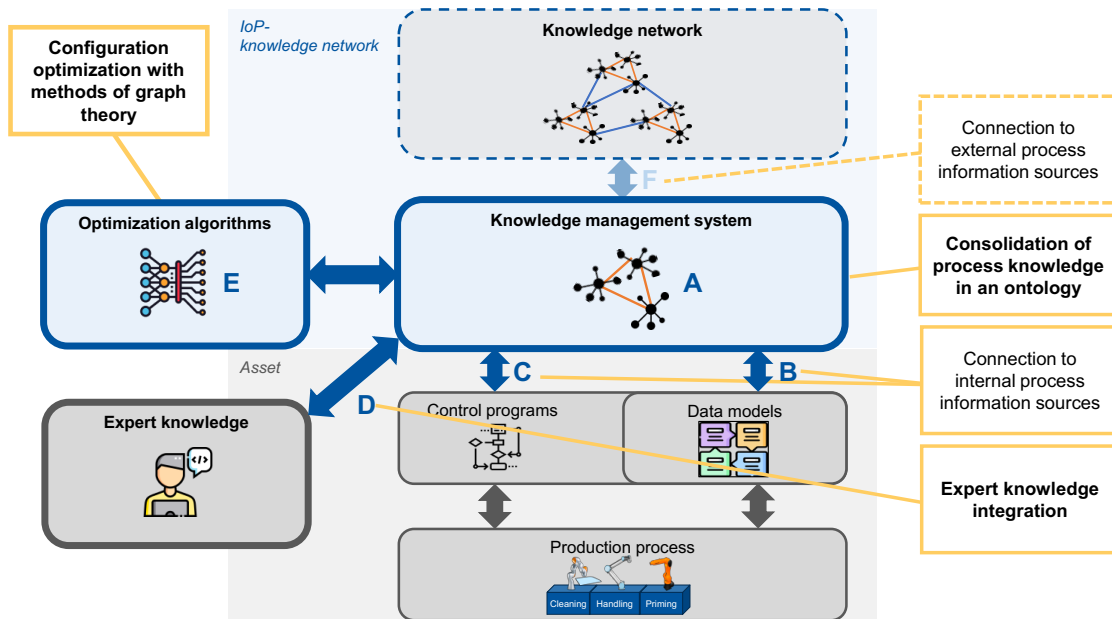 Configuration
optimization with
methods of graph
theory
IoP-
knowledge network
Knowledge network
F
Connection to
external process
information sources
Optimization algorithms
E
Knowledge management system
A
Consolidation of
process knowledge
in an ontology
Asset
C
B
Connection to
internal process
information sources
D
Expert knowledge
</>
Control programs
Data models
Expert knowledge
integration
Production process
Cleaning
Handling
Priming